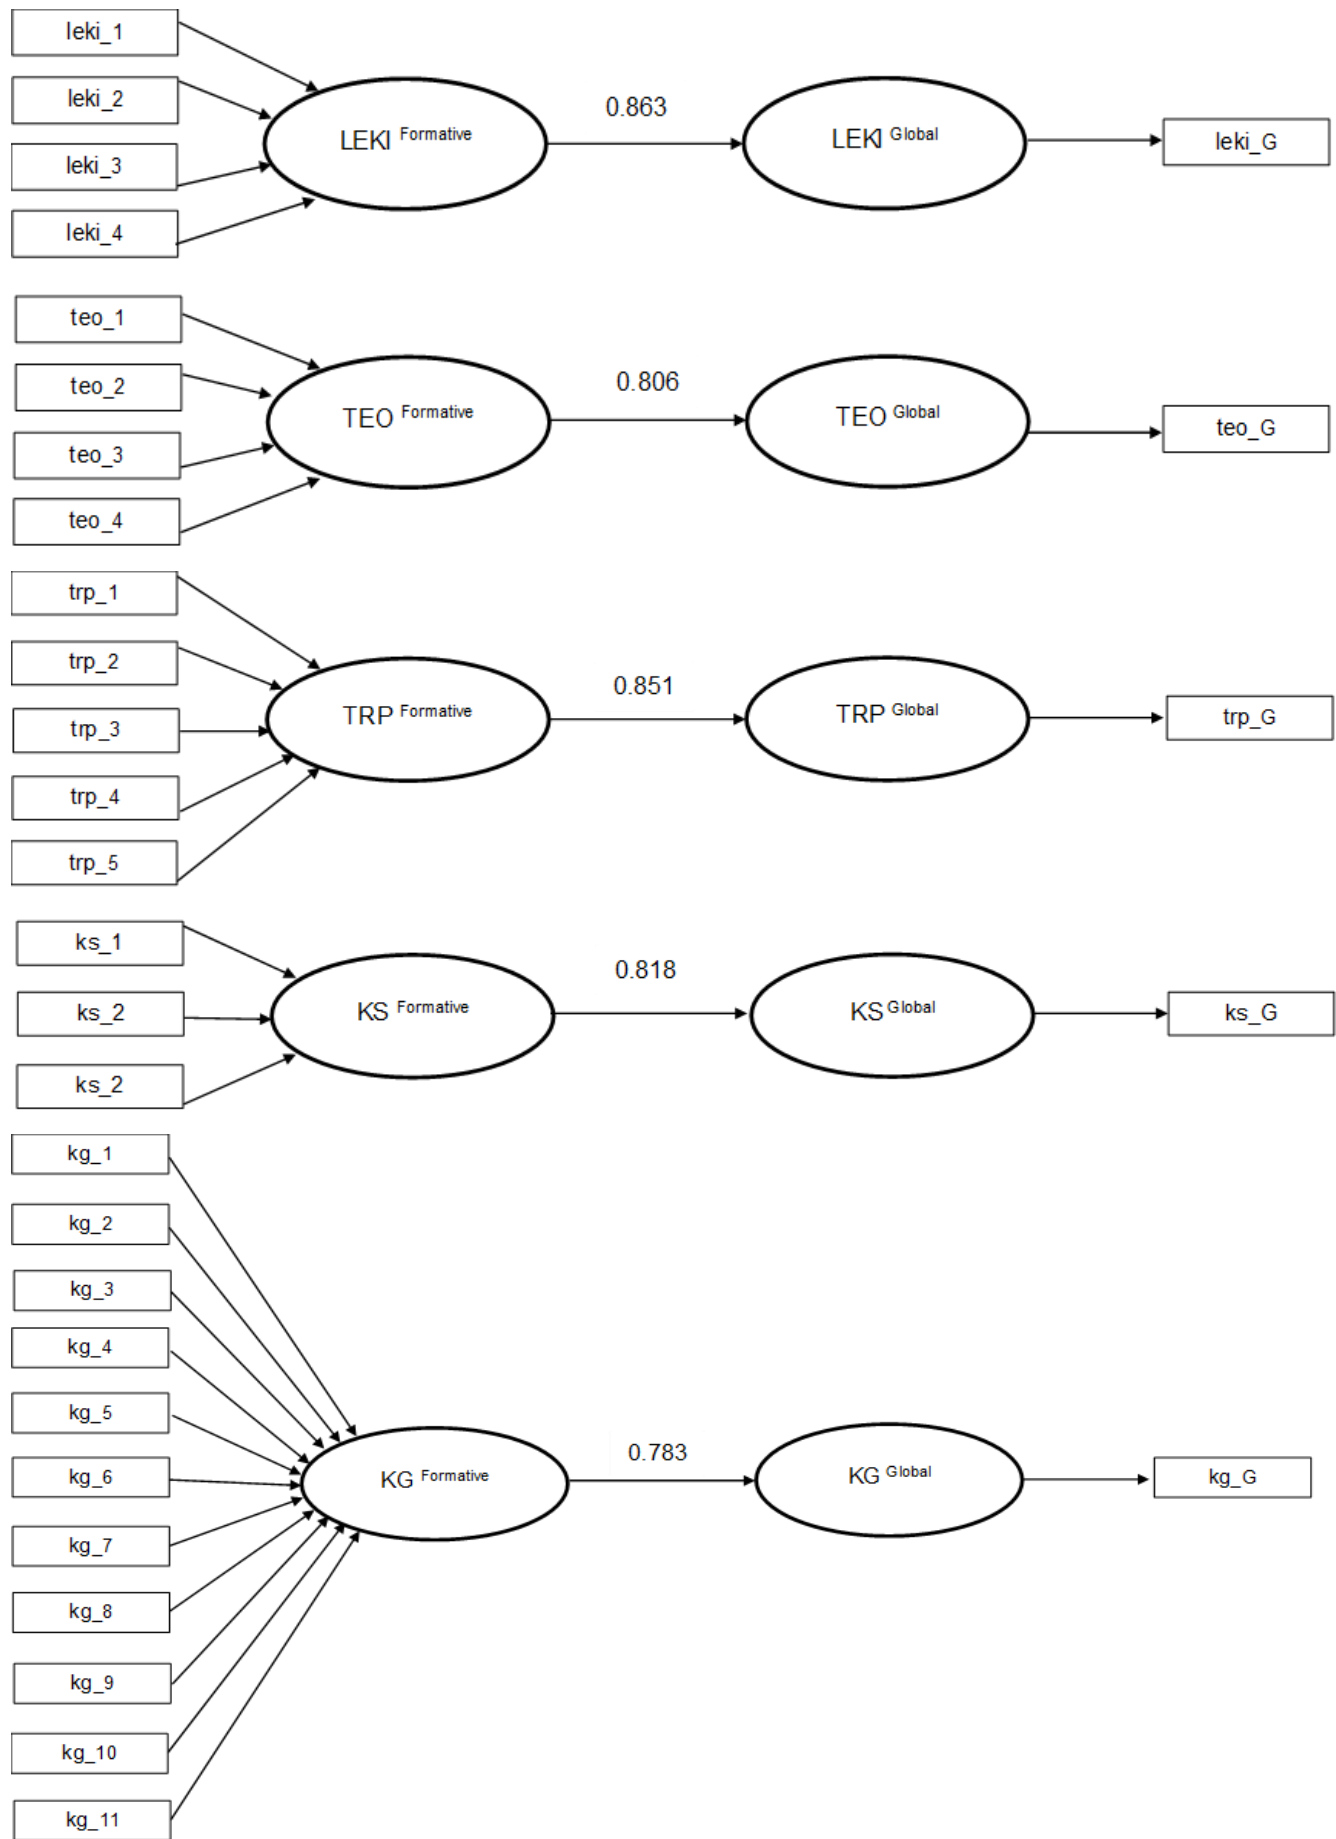 leki_1
leki_2
leki_3
leki_4
LEKI Formative
0.863
LEKI Global
leki_G
teo_1
teo_2
teo_3
teo_4
TEO Formative
0.806
TEO Global
teo_G
trp_1
trp_2
trp_3
trp_4
trp_5
TRP Formative
0.851
TRP Global
trp_G
ks_1
ks_2
ks_2
KS Formative
0.818
KS Global
ks_G
kg_1
kg_2
kg_3
kg_4
kg_5
kg_6
kg_7
kg_8
kg_9
kg_10
kg_11
KG Formative
0.783
KG Global
kg_G